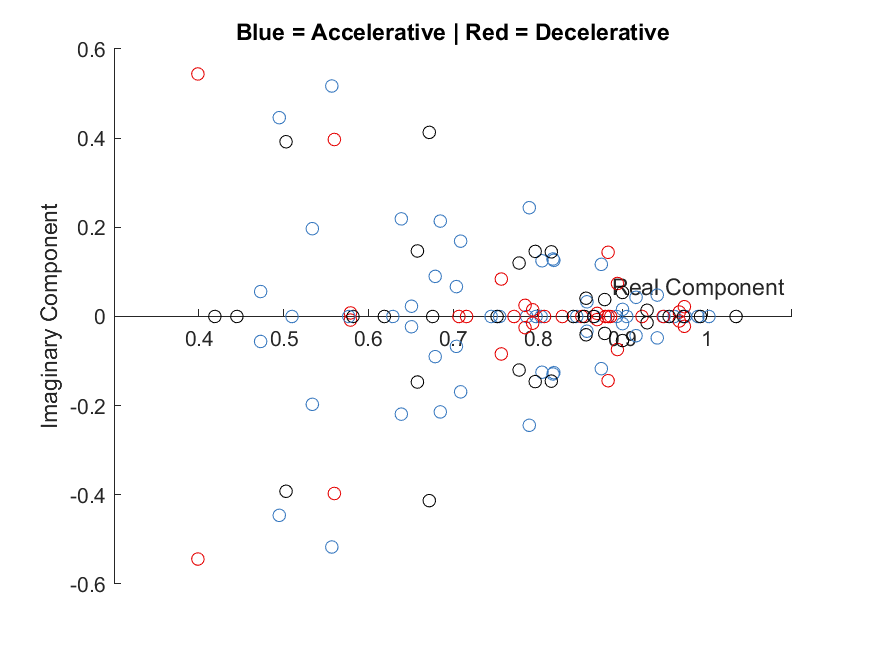 Blue = Accelerative | Red = Decelerative
0.6
0.4
0.2
0
-0.2
-0.4
-0.6
Imaginary Component
Real Component
0.4 0.5 0.6 0.7 0.8 0.9 1